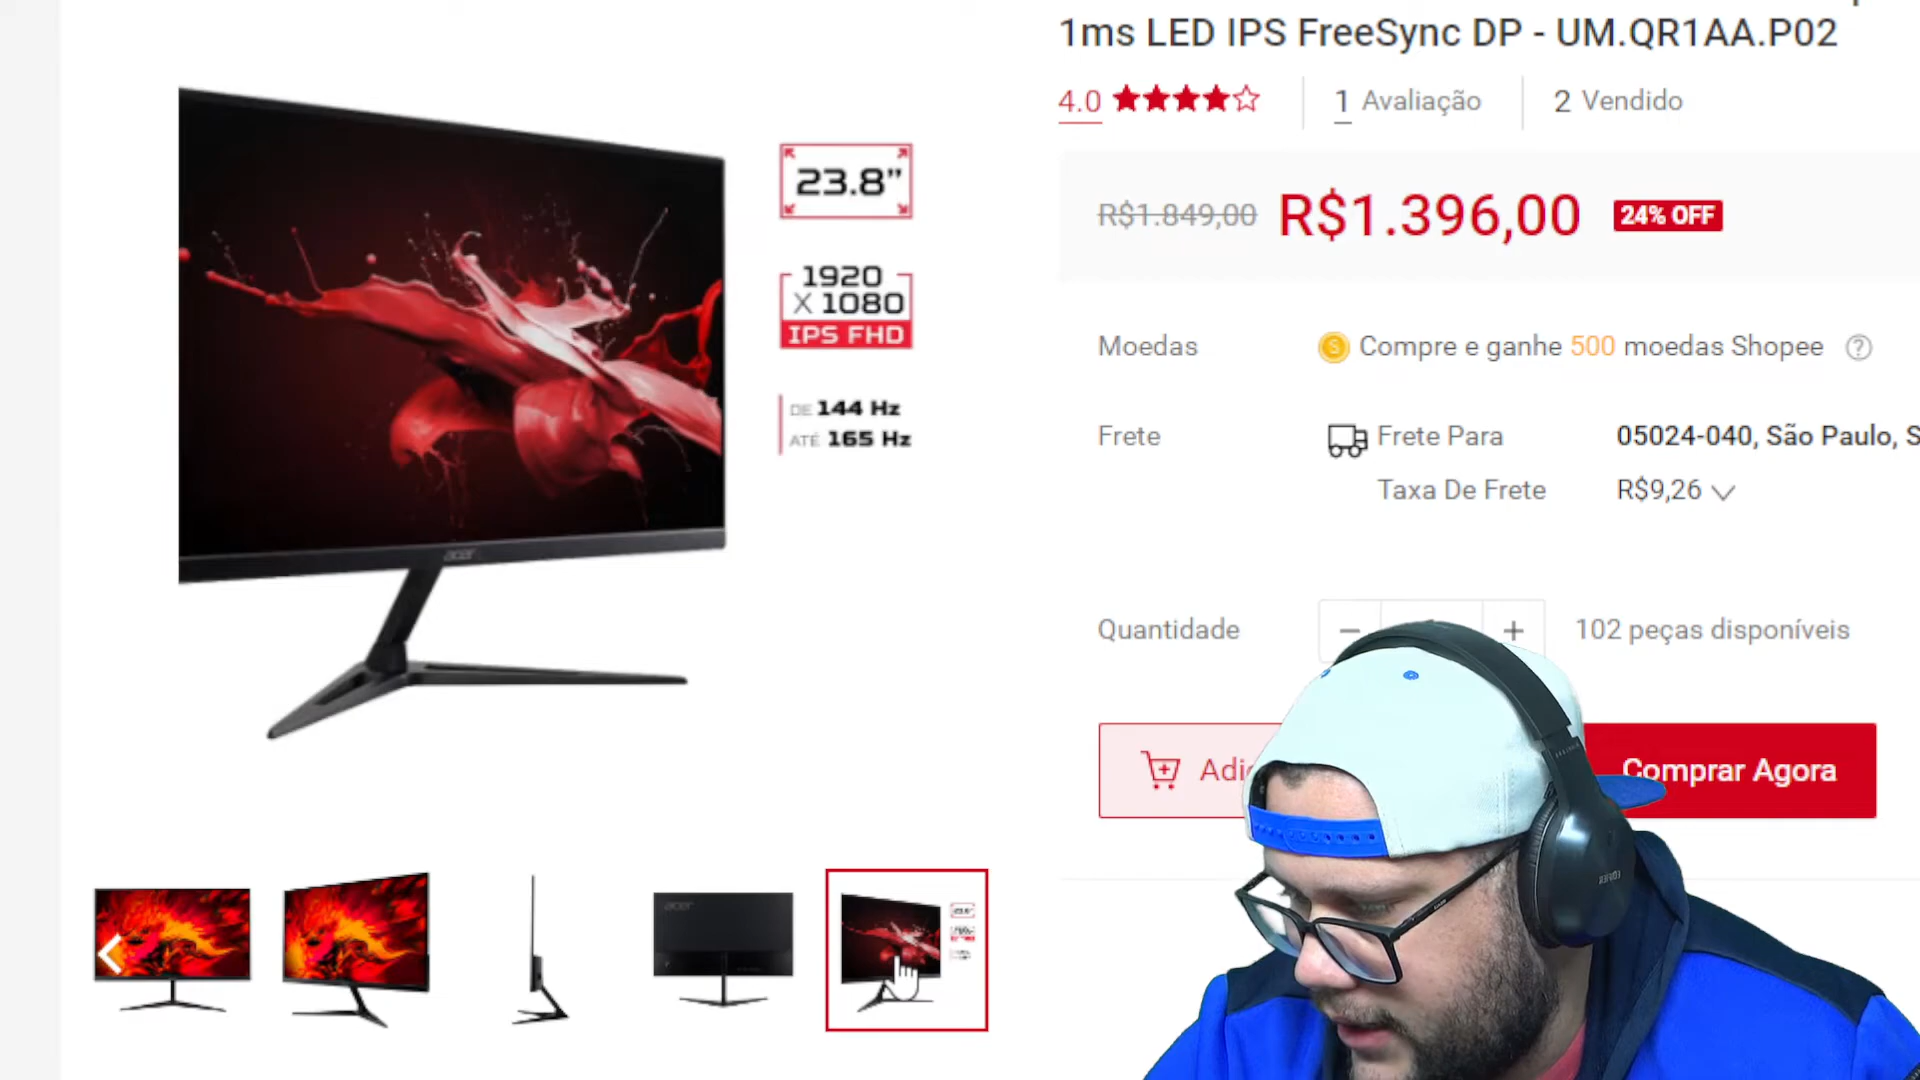 1ms LED IPS FreeSync DP - UM.QR1AA.P02
4.0
1 Avaliação
2 Vendido
R$1.849,00 R$1.396,00 24% OFF
23.8”
1920
X 1080
IPS FHD
DE 144 Hz
ATÉ 165 Hz
acer
Moedas
Compre e ganhe 500 moedas Shopee
Frete
Frete Para
05024-040, São Paulo, S
Taxa De Frete
R$9,26
Quantidade
102 peças disponíveis
Adi
Comprar Agora
acer